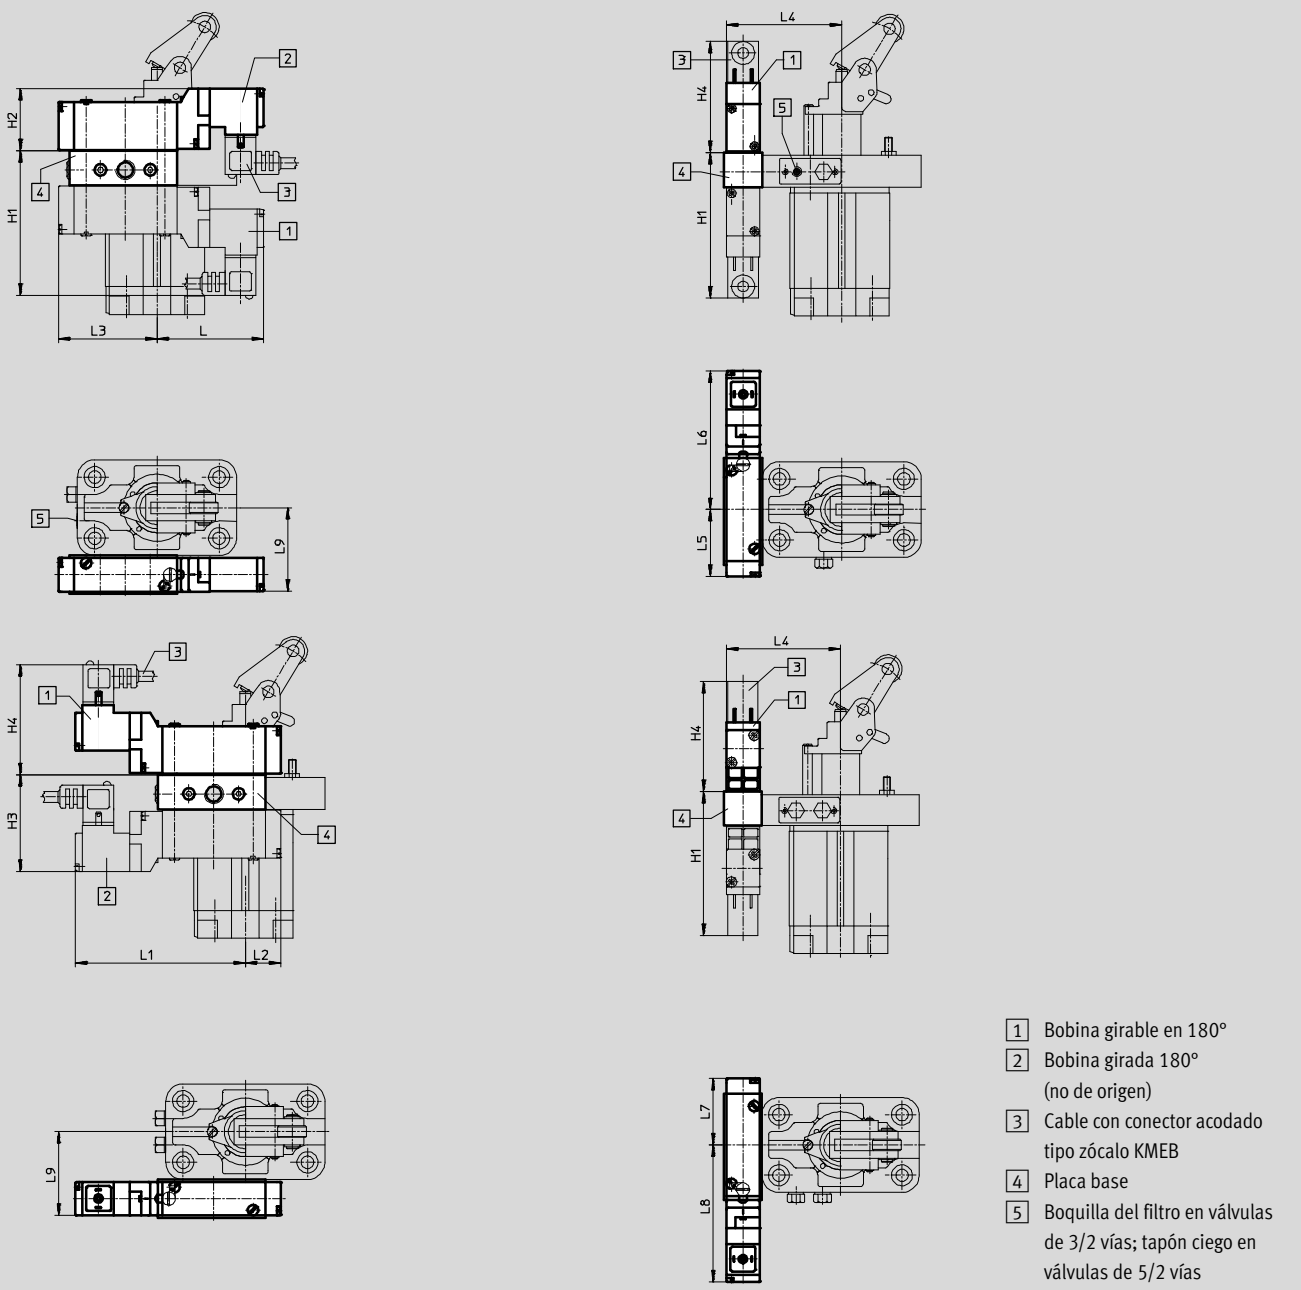 L4
2
3
1
H2
H4
5
4
4
3
H1
H1
1
L3
L
L6
5
L9
L5
3
L4
3
1
1
H4
H4
4
H3
4
H1
2
L1
L2
1 Bobina girable en 180°
2 Bobina girada 180°
(no de origen)
L7
3 Cable con conector acodado
tipo zócalo KMEB
L9
4 Placa base
L8
5 Boquilla del filtro en válvulas
de 3/2 vías; tapón ciego en
válvulas de 5/2 vías